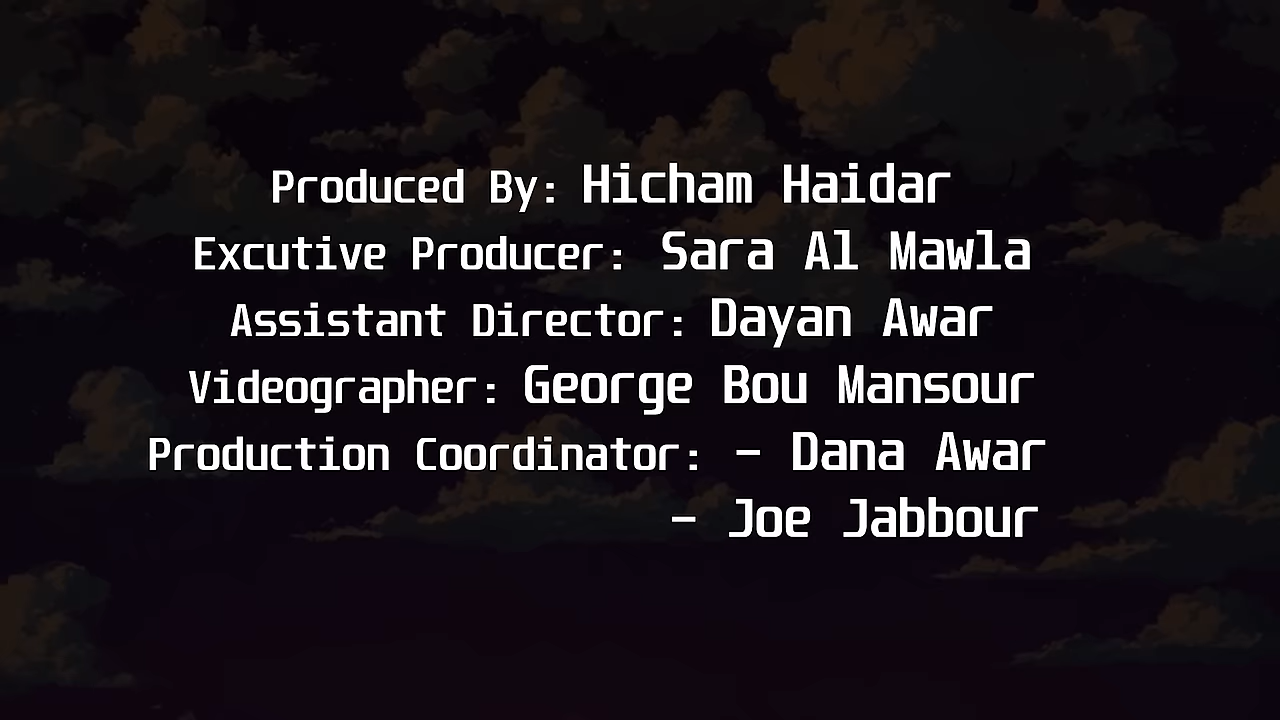 Produced By: Hicham Haidar
Excutive Producer: Sara Al Mawla
Assistant Director: Dayan Awar
Videographer: George Bou Mansour
Production Coordinator: - Dana Awar
- Joe Jabbour